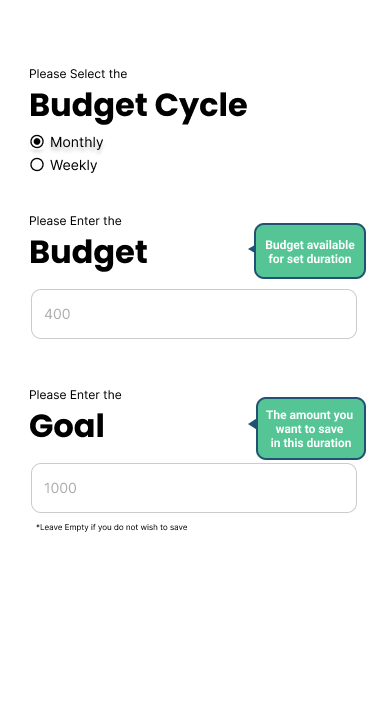 Please Select the
Budget Cycle
Monthly
Weekly
Please Enter the
Budget
Budget available
for set duration
400
Please Enter the
Goal
The amount you
want to save
in this duration
1000
*Leave Empty if you do not wish to save